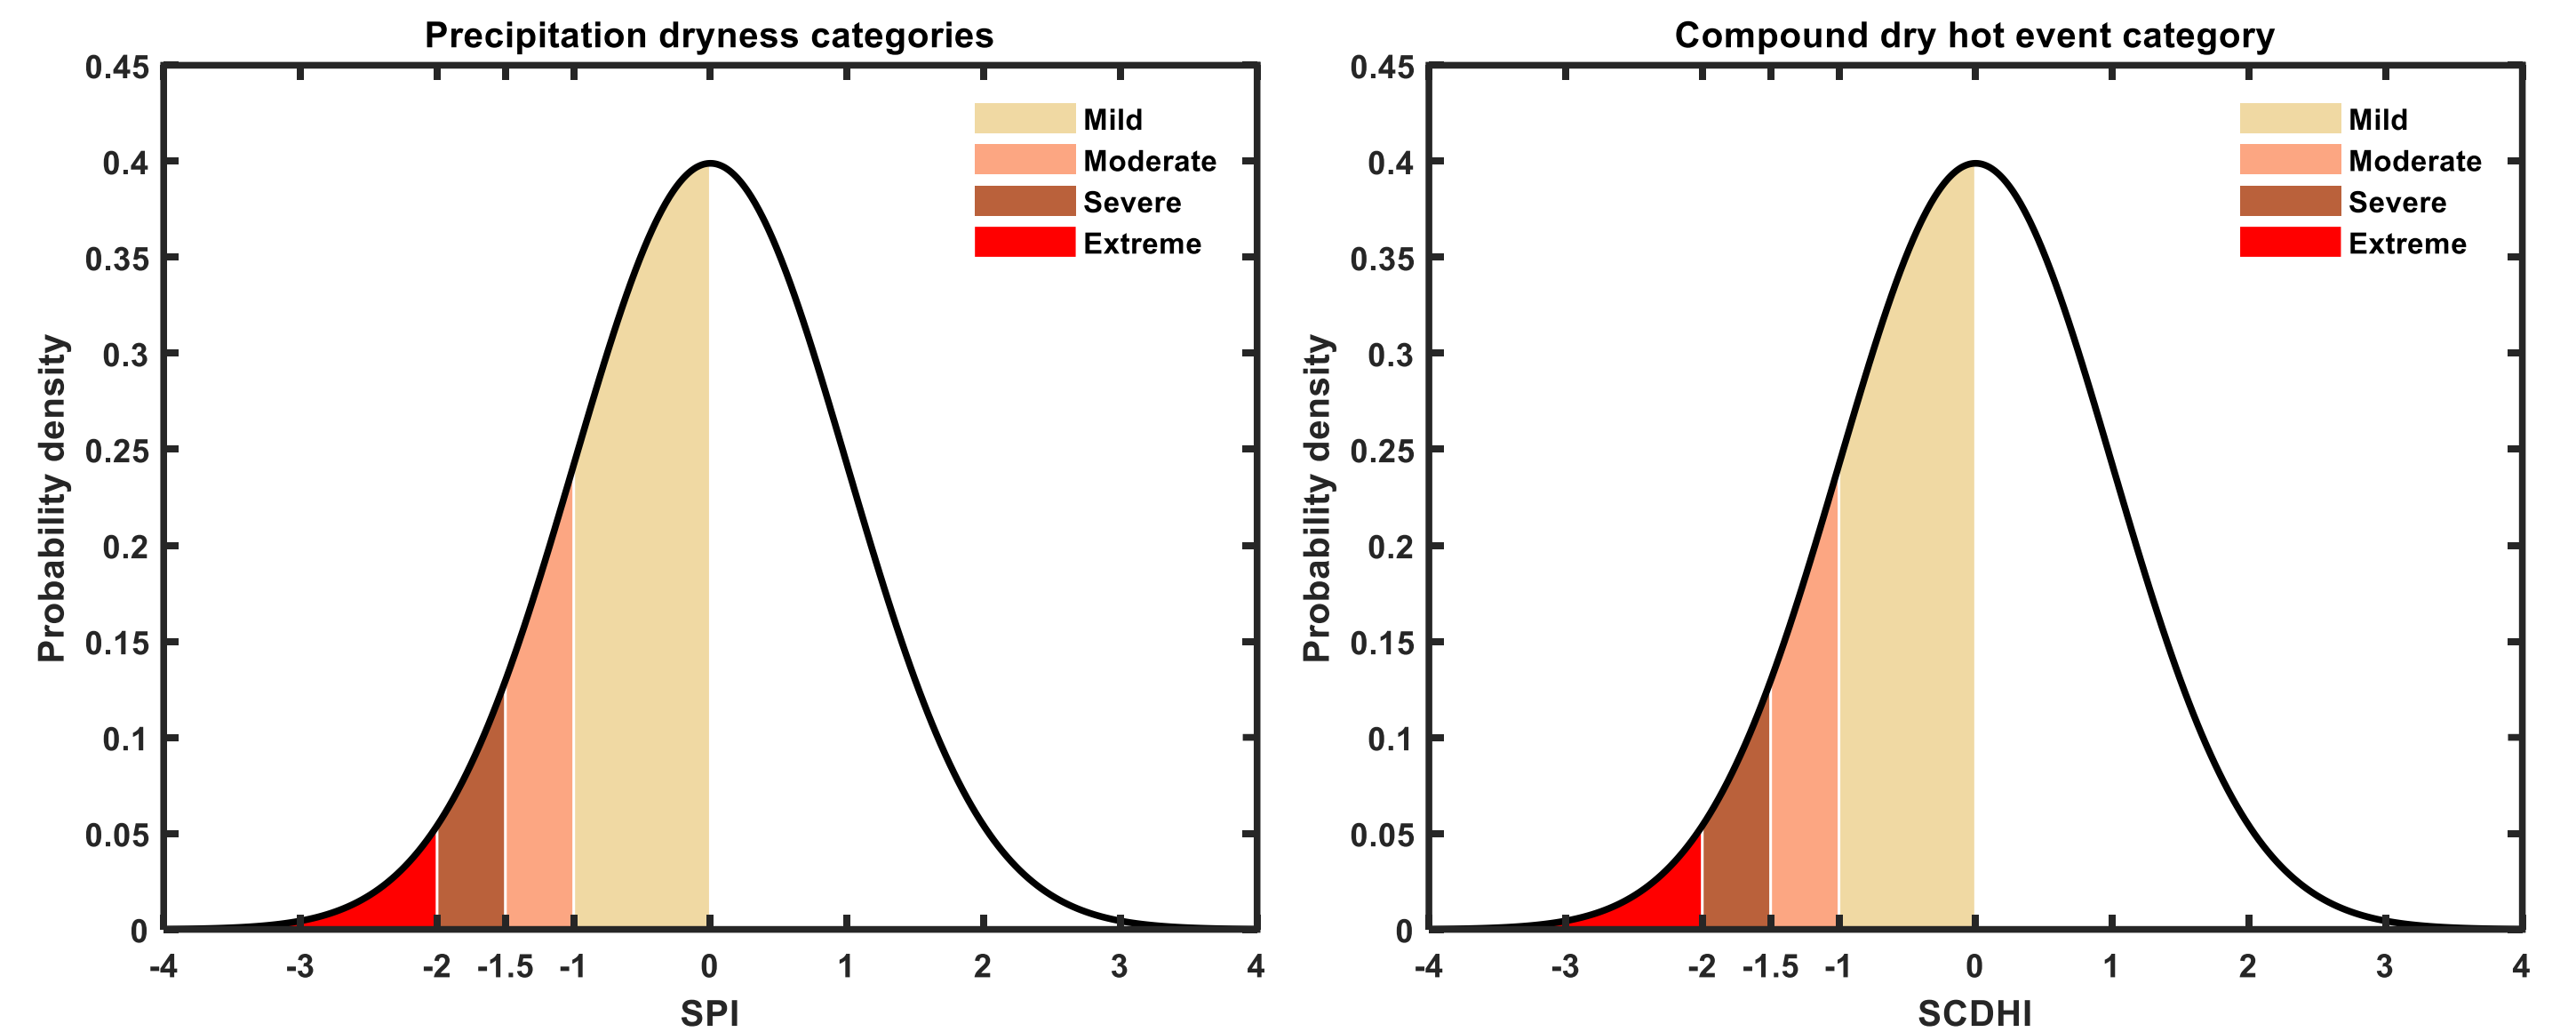 Precipitation dryness categories
0.45
0.4
0.35
0.3
0.25
0.2
0.15
0.1
0.05
0
Probability density
Mild
Moderate
Severe
Extreme
-4 -3 -2 -1.5 -1 0 1 2 3 4
SPI
Compound dry hot event category
0.45
0.4
0.35
0.3
0.25
0.2
0.15
0.1
0.05
0
Probability density
Mild
Moderate
Severe
Extreme
-4 -3 -2 -1.5 -1 0 1 2 3 4
SCDHI